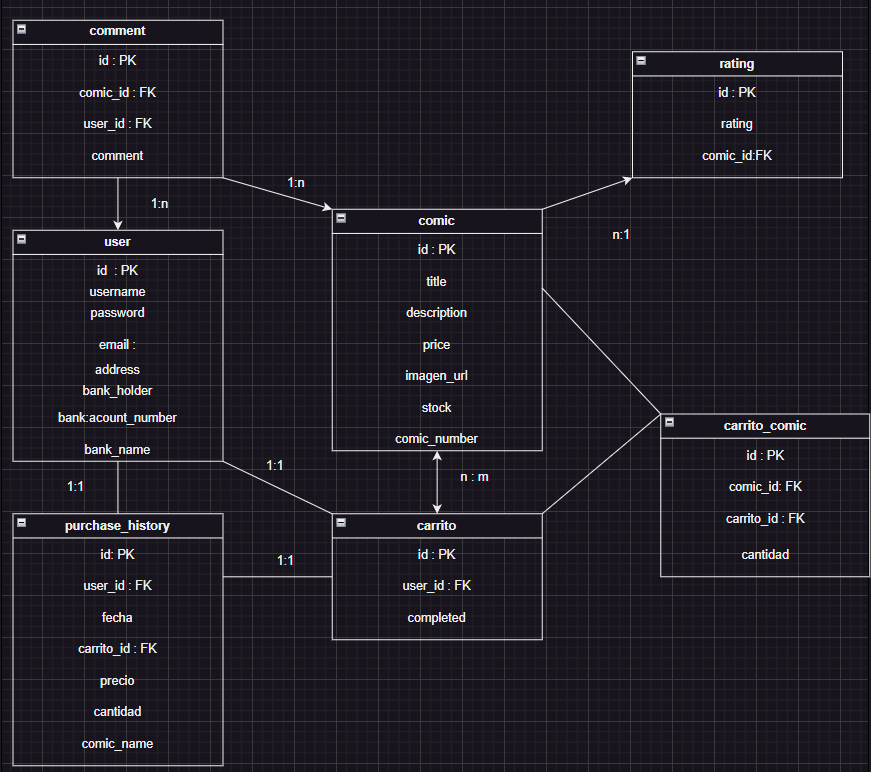 comment
id : PK
comic_id : FK
user_id : FK
comment
rating
id : PK
rating
comic_id:FK
1:n
1:n
n:1
user
id  : PK
username
password
email :
address
bank_holder
bank:acount_number
bank_name
comic
id : PK
title
description
price
imagen_url
stock
comic_number
carrito_comic
id : PK
comic_id: FK
carrito_id : FK
cantidad
1:1
1:1
n : m
1:1
purchase_history
id: PK
user_id : FK
fecha
carrito_id : FK
precio
cantidad
comic_name
carrito
id : PK
user_id : FK
completed